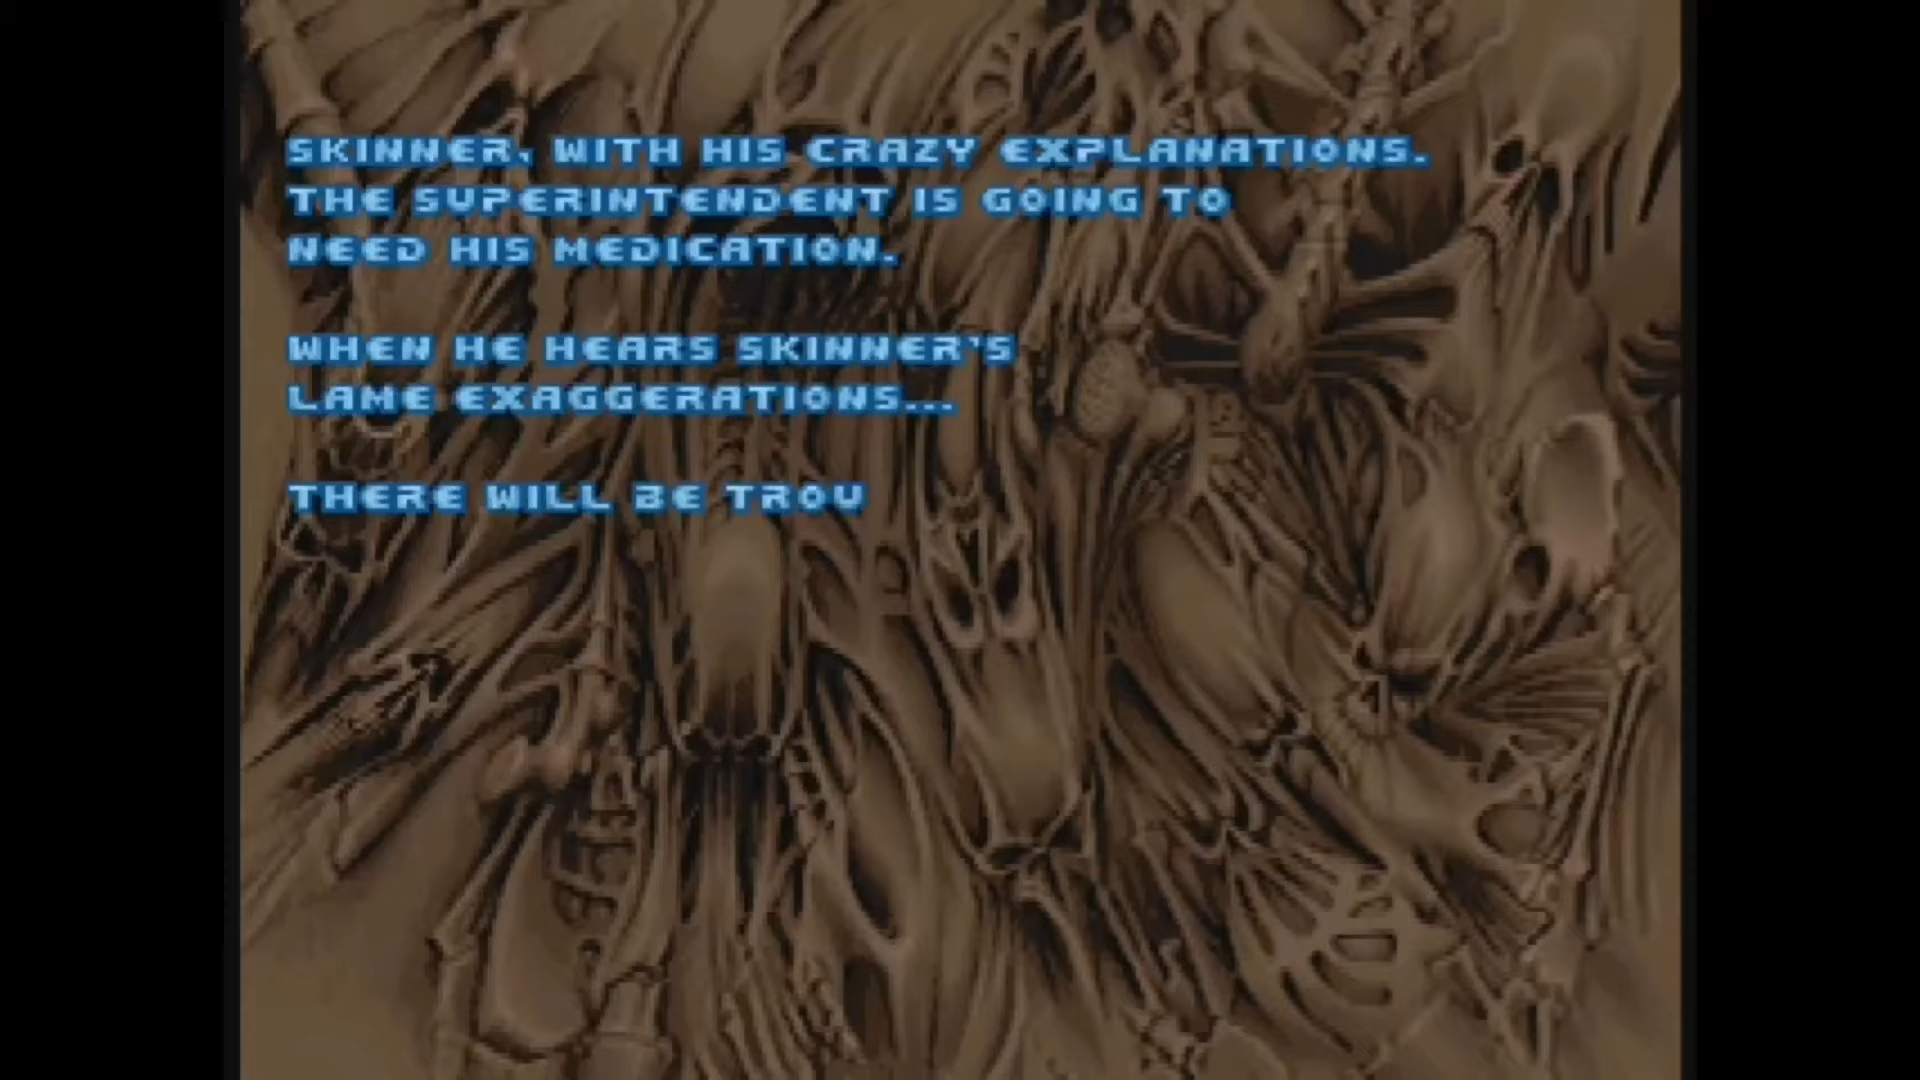 SKINNER, WITH HIS CRAZY EXPLANATIONS.
THE SUPERINTENDENT IS GOING TO
NEED HIS MEDICATION.
WHEN HE HEARS SKINNER'S
LAME EXAGGERATIONS...
THERE WILL BE TROU